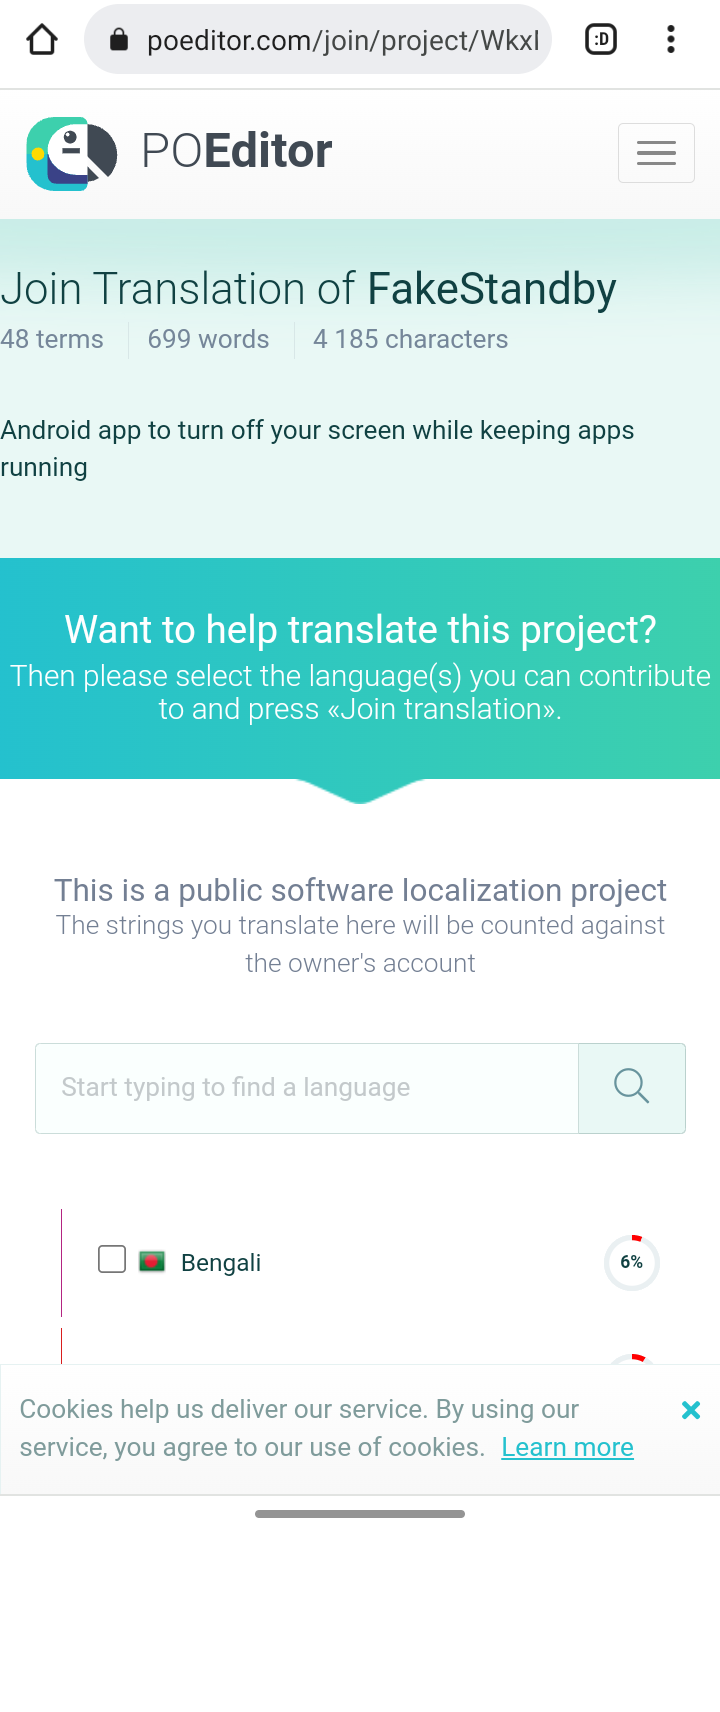 poeditor.com/join/project/Wkxl
:D
POEditor
Join Translation of FakeStandby
48 terms
699 words
4 185 characters
Android app to turn off your screen while keeping apps
running
Want to help translate this project?
Then please select the language(s) you can contribute
to and press «Join translation».
This is a public software localization project
The strings you translate here will be counted against
the owner's account
Start typing to find a language
Bengali
6%
Cookies help us deliver our service. By using our
service, you agree to our use of cookies. Learn more